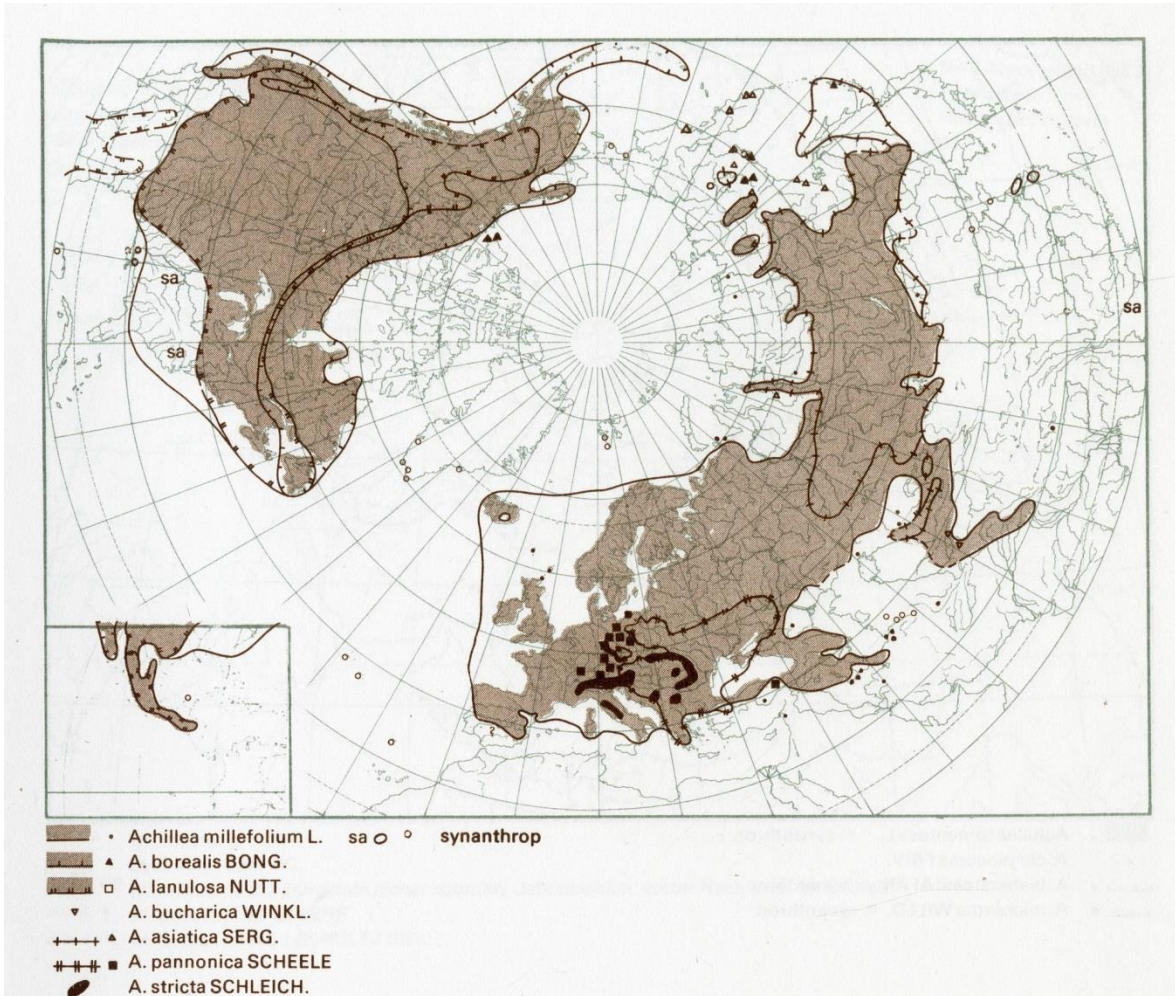 sa
sa
sa
?
Achillea millefolium L. sa synanthrop
A. borealis BONG.
A. lanulosa NUTT.
A. bucharica WINKL.
A. asiatica SERG.
A. pannonica SCHEELE
A. stricta SCHLEICH.